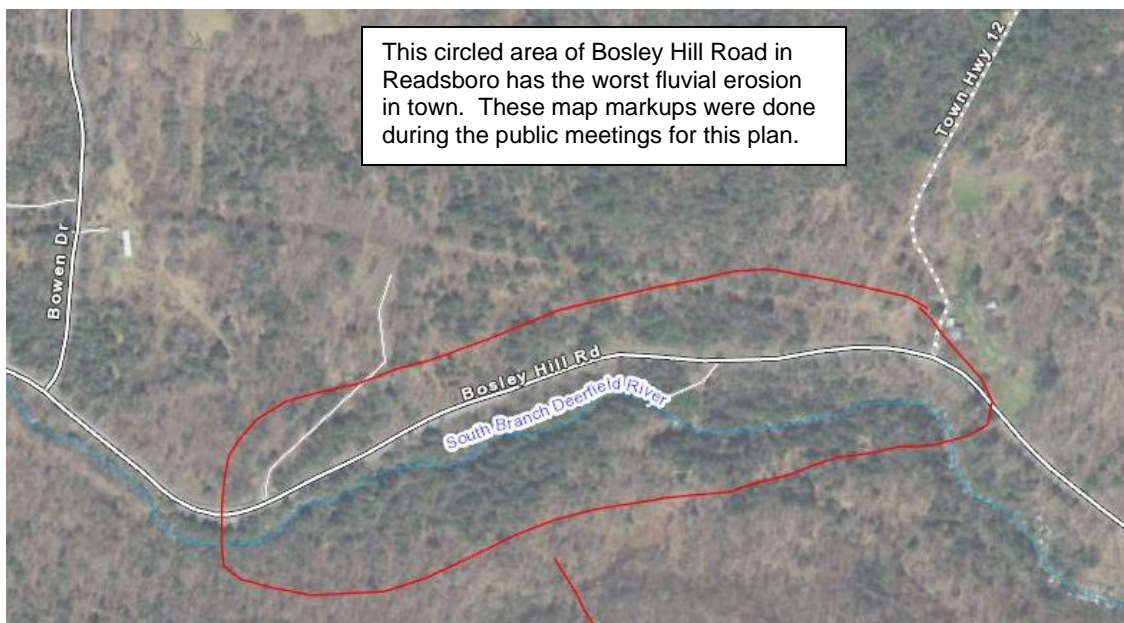 This circled area of Bosley Hill Road in
Readsboro has the worst fluvial erosion
in town.  These map markups were done
during the public meetings for this plan.
Town Hwy 12
Bowen Dr
Bosley Hill Rd
South Branch Deerfield River